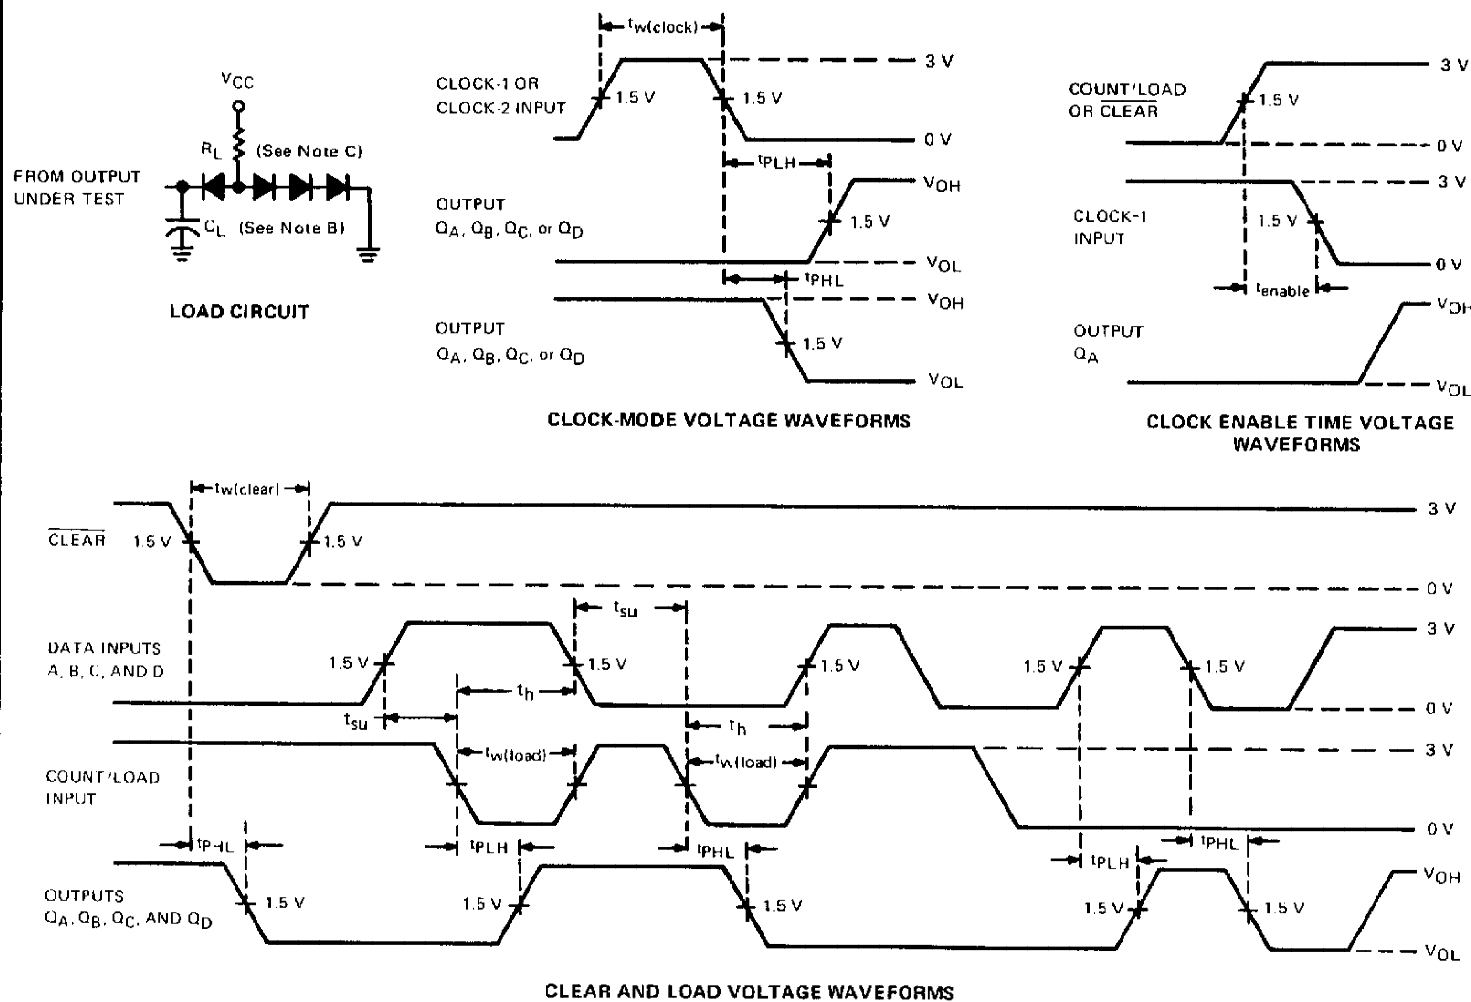 VCC
RL (See Note C)
FROM OUTPUT
UNDER TEST
CL (See Note B)
LOAD CIRCUIT
tw(clock)
CLOCK-1 OR
CLOCK-2 INPUT
1.5 V
1.5 V
3 V
0 V
tPLH
OUTPUT
QA, QB, QC, or QD
1.5 V
VOH
VOL
tPHL
OUTPUT
QA, QB, QC, or QD
1.5 V
VOH
VOL
CLOCK-MODE VOLTAGE WAVEFORMS
COUNT/LOAD
OR CLEAR
1.5 V
3 V
0 V
CLOCK-1
INPUT
1.5 V
3 V
0 V
tenable
OUTPUT
QA
VOH
VOL
CLOCK ENABLE TIME VOLTAGE
WAVEFORMS
tw(clear)
CLEAR
1.5 V
1.5 V
3 V
0 V
tsu
DATA INPUTS
A, B, C, AND D
1.5 V
1.5 V
1.5 V
1.5 V
1.5 V
3 V
0 V
th
tsu
th
COUNT/LOAD
INPUT
tw(load)
tw(load)
3 V
0 V
tPHL
tPLH
tPHL
tPLH
tPHL
OUTPUTS
QA, QB, QC, AND QD
1.5 V
1.5 V
1.5 V
1.5 V
1.5 V
VOH
VOL
CLEAR AND LOAD VOLTAGE WAVEFORMS